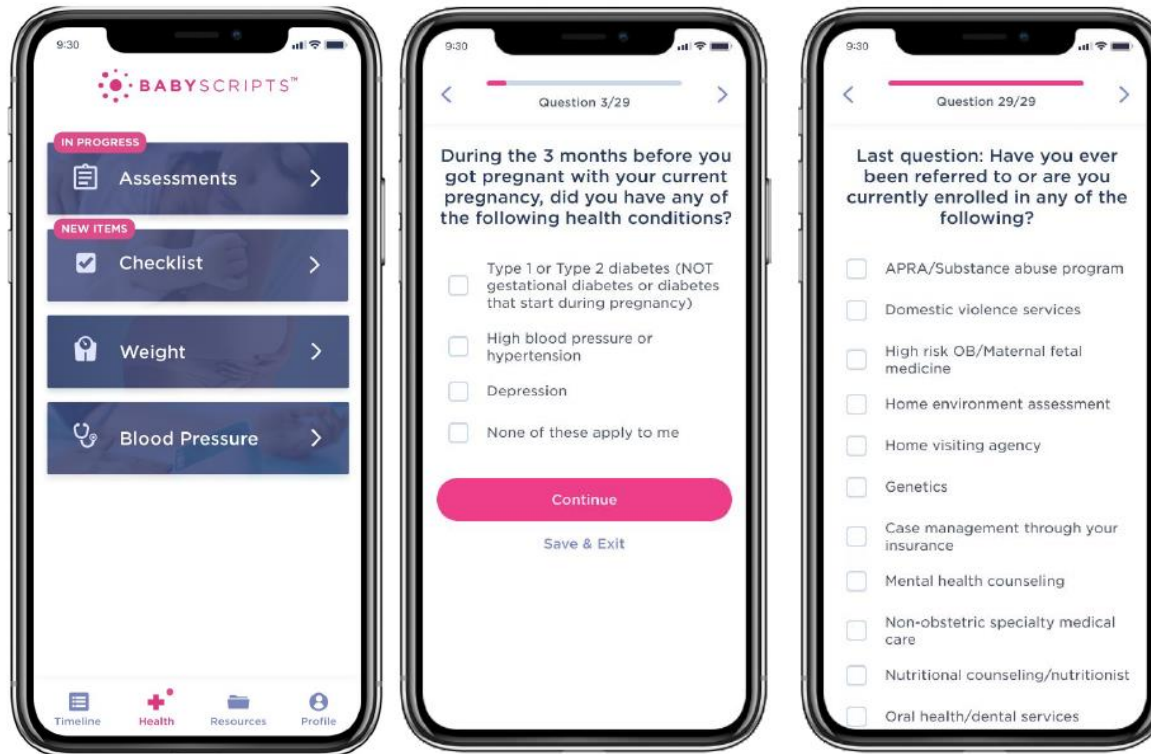 9:30
BABYSCRIPTS™
IN PROGRESS
Assessments
NEW ITEMS
Checklist
Weight
Blood Pressure
Timeline
Health
Resources
Profile
9:30
Question 3/29
During the 3 months before you
got pregnant with your current
pregnancy, did you have any of
the following health conditions?
Type 1 or Type 2 diabetes (NOT
gestational diabetes or diabetes
that start during pregnancy)
High blood pressure or
hypertension
Depression
None of these apply to me
Continue
Save & Exit
9:30
Question 29/29
Last question: Have you ever
been referred to or are you
currently enrolled in any of the
following?
APRA/Substance abuse program
Domestic violence services
High risk OB/Maternal fetal
medicine
Home environment assessment
Home visiting agency
Genetics
Case management through your
insurance
Mental health counseling
Non-obstetric specialty medical
care
Nutritional counseling/nutritionist
Oral health/dental services